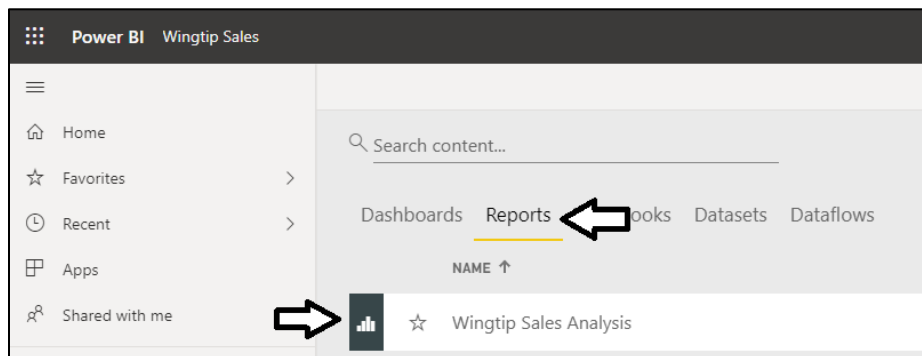 Power BI Wingtip Sales
Home
Search content...
Favorites
Dashboards Reports ooks Datasets Dataflows
Recent
NAME ↑
Apps
Shared with me
Wingtip Sales Analysis